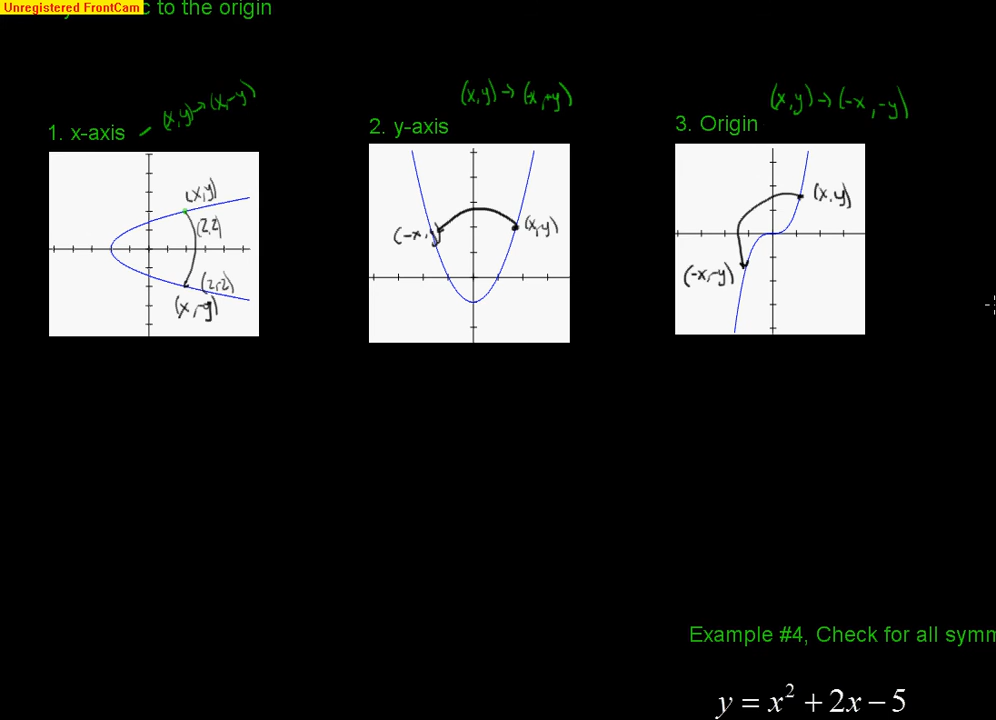 Unregistered FrontCam
to the origin
1. x-axis – (x,y)→(x,-y)
(x,y)
(2,2)
(2,-2)
(x,-y)
2. y-axis
(x,y)→(-x,+y)
(-x,y)
(x,y)
3. Origin
(x,y)→(-x,-y)
(x,y)
(-x,-y)
Example #4, Check for all symm
y = x² + 2x − 5